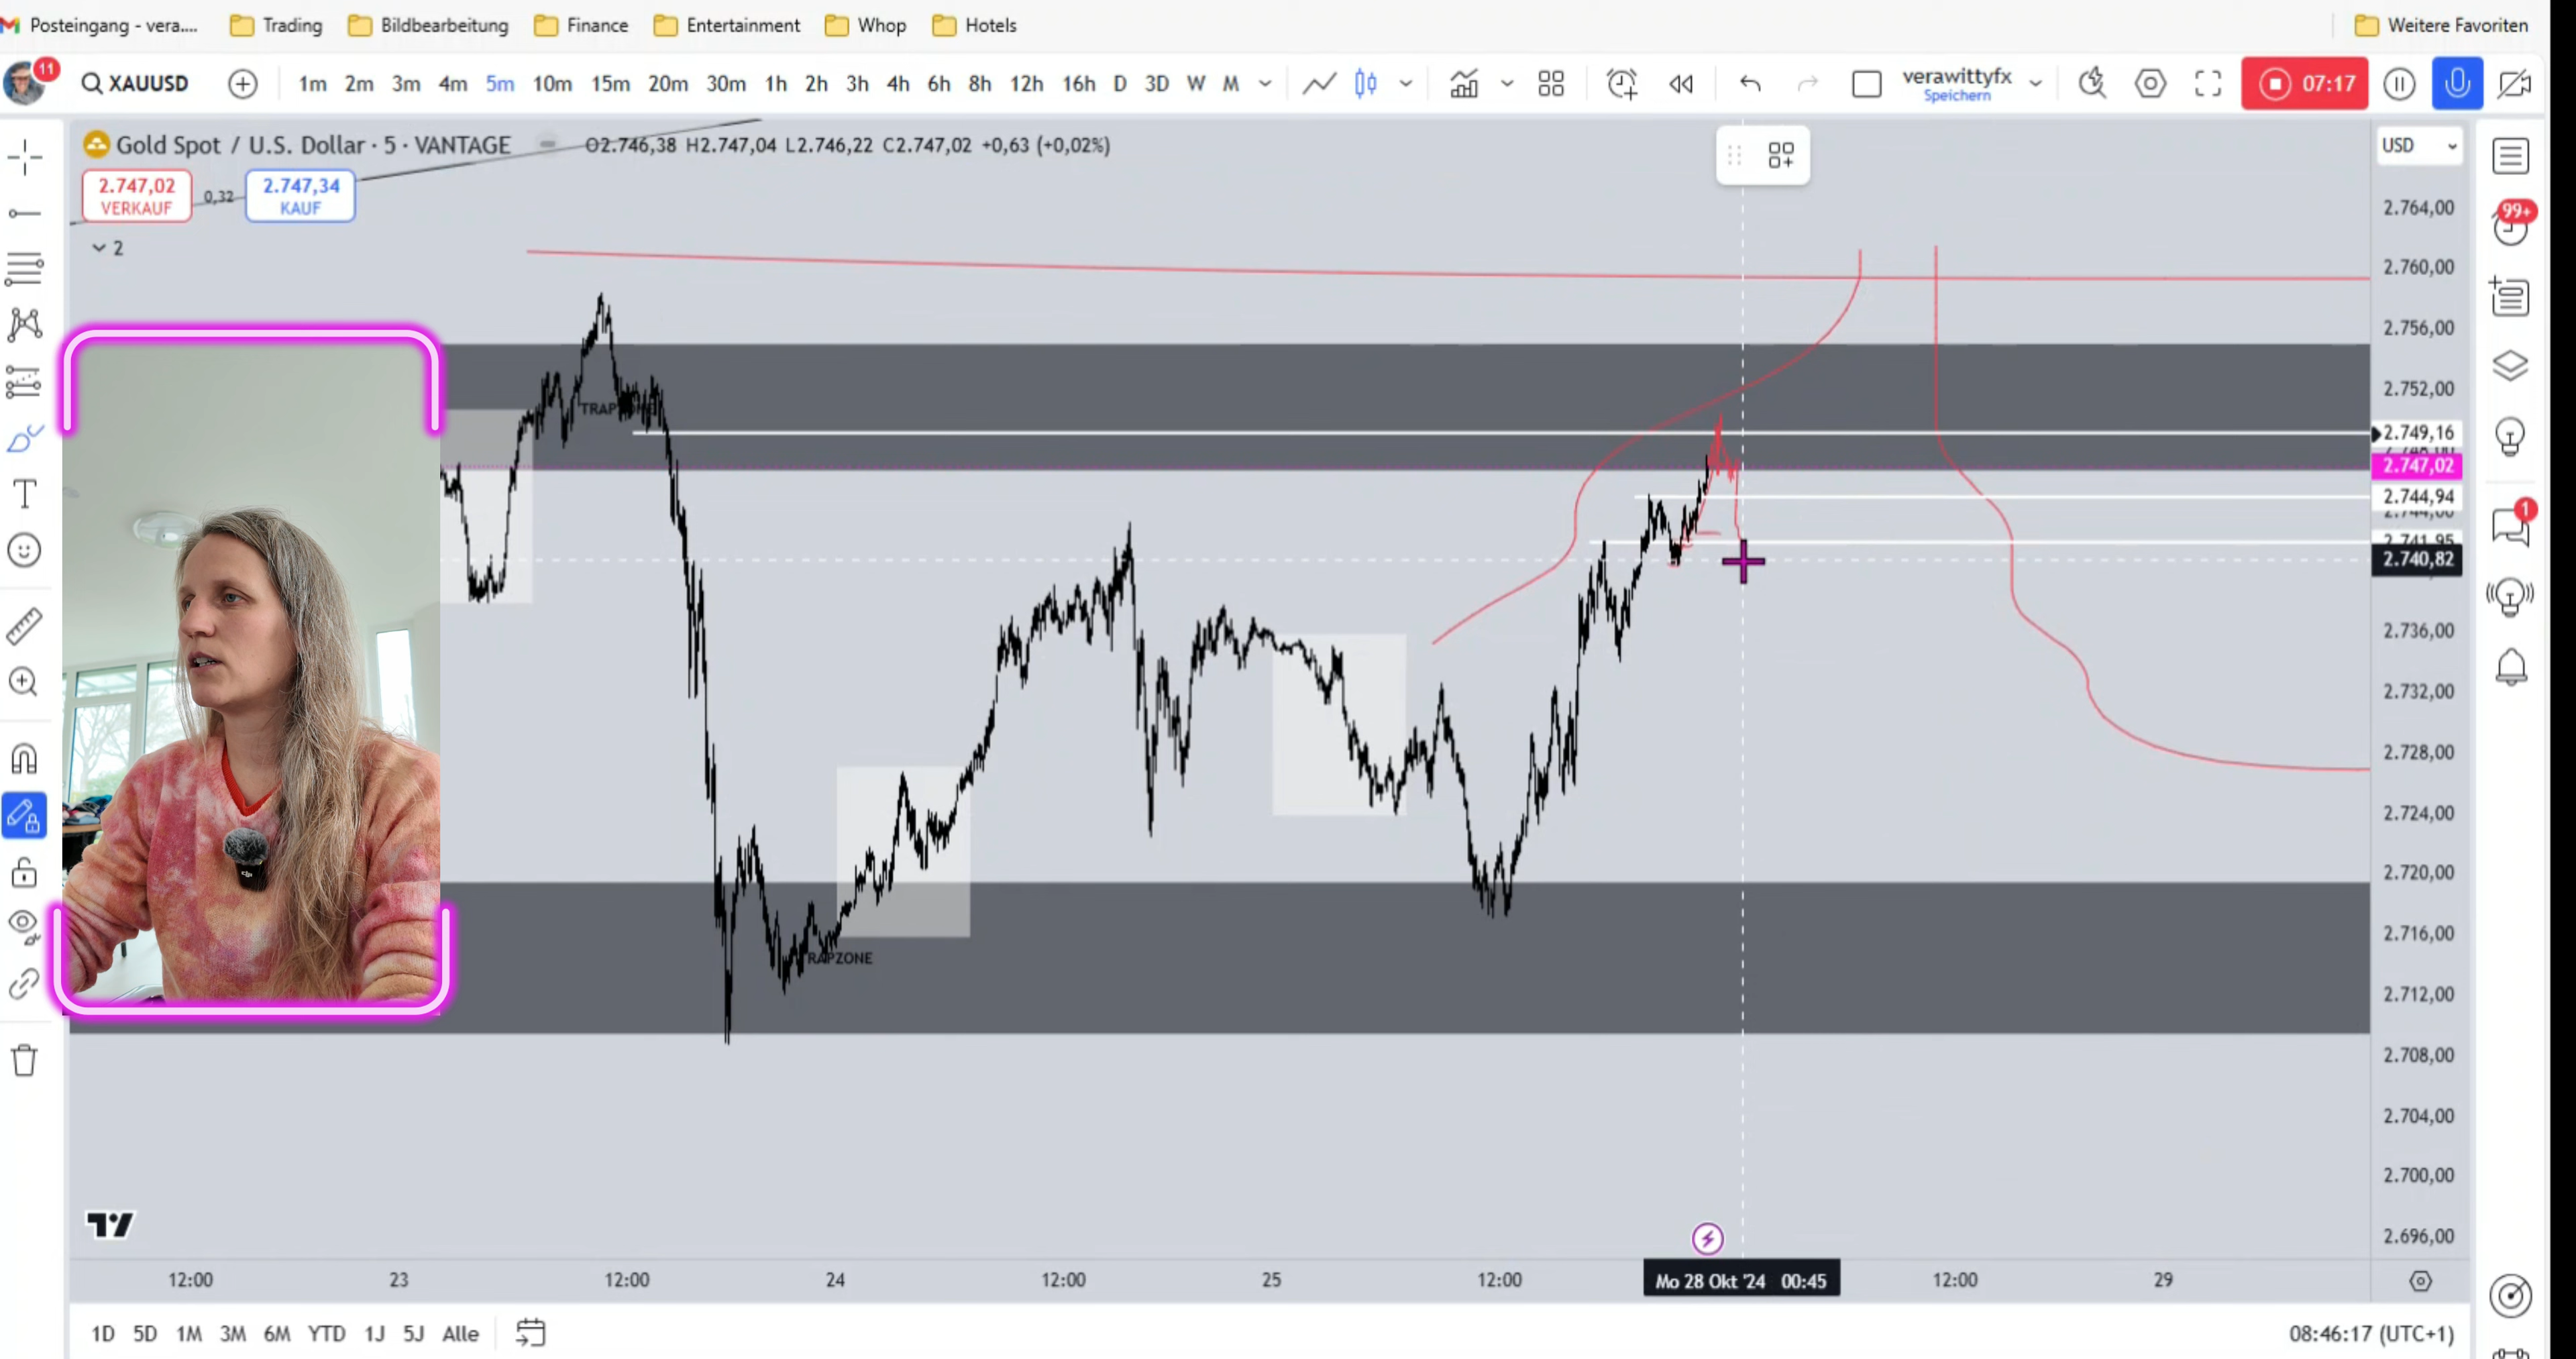 Posteingang - vera....
Trading
Bildbearbeitung
Finance
Entertainment
Whop
Hotels
Weitere Favoriten
11
XAUUSD
1m 2m 3m 4m 5m 10m 15m 20m 30m 1h 2h 3h 4h 6h 8h 12h 16h D 3D W M
verawittyfx
Speichern
07:17
Gold Spot / U.S. Dollar · 5 · VANTAGE
O2.746,38 H2.747,04 L2.746,22 C2.747,02 +0,63 (+0,02%)
USD
2.747,02
VERKAUF
0,32
2.747,34
KAUF
2
2.764,00
99+
2.760,00
2.756,00
2.752,00
2.749,16
2.747,02
2.744,94
2.744,00
2.741,95
2.740,82
1
2.736,00
2.732,00
2.728,00
2.724,00
2.720,00
2.716,00
2.712,00
2.708,00
2.704,00
2.700,00
2.696,00
12:00
23
12:00
24
12:00
25
12:00
Mo 28 Okt '24 00:45
12:00
29
1D 5D 1M 3M 6M YTD 1J 5J Alle
08:46:17 (UTC+1)